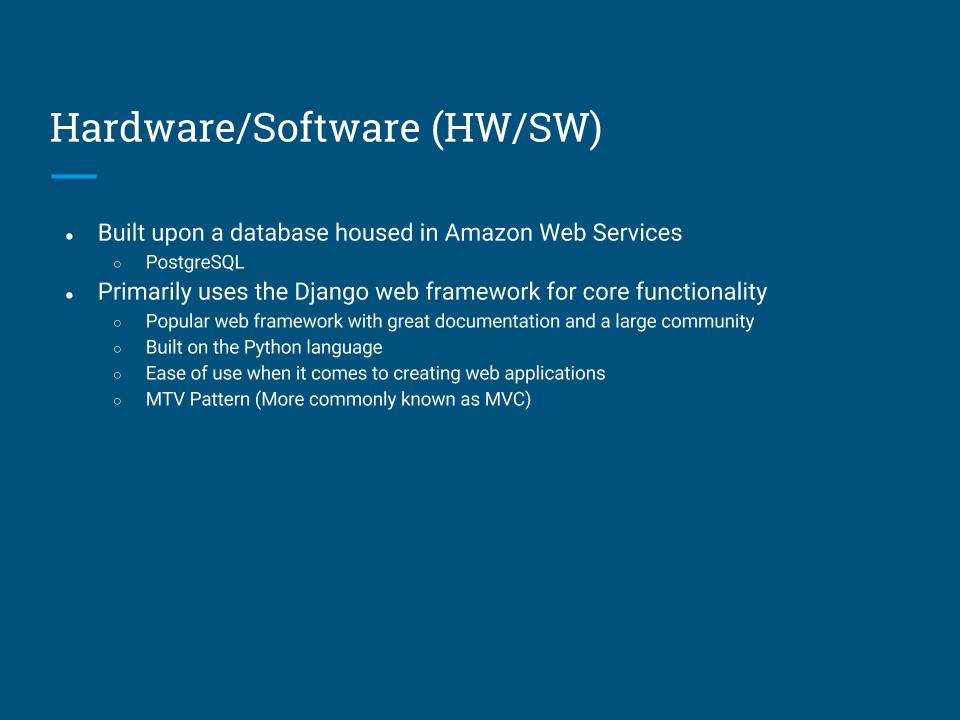 Hardware/Software (HW/SW)
● Built upon a database housed in Amazon Web Services
○ PostgreSQL
● Primarily uses the Django web framework for core functionality
○ Popular web framework with great documentation and a large community
○ Built on the Python language
○ Ease of use when it comes to creating web applications
○ MTV Pattern (More commonly known as MVC)